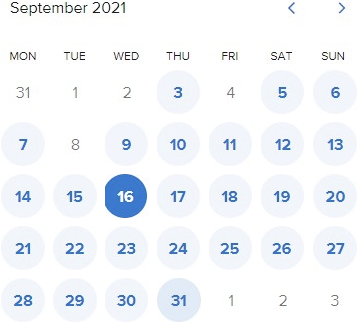 September 2021
MON TUE WED THU FRI SAT SUN
31 1 2 3 4 5 6
7 8 9 10 11 12 13
14 15 16 17 18 19 20
21 22 23 24 25 26 27
28 29 30 31 1 2 3